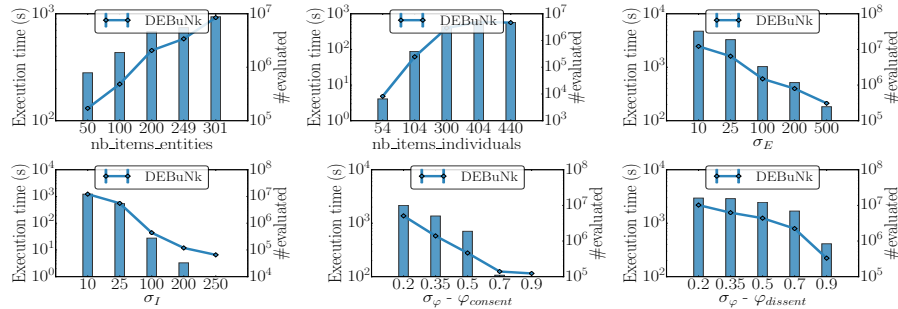 DEBuNk
Execution time (s)
10^3
10^2
10^7
10^6
10^5
#evaluated
50 100 200 249 301
nb_items_entities
DEBuNk
Execution time (s)
10^3
10^2
10^1
10^0
10^7
10^6
10^5
10^4
10^3
#evaluated
54 104 300 404 440
nb_items_individuals
DEBuNk
Execution time (s)
10^4
10^3
10^2
10^8
10^7
10^6
10^5
#evaluated
10 25 100 200 500
σ_E
DEBuNk
Execution time (s)
10^4
10^3
10^2
10^1
10^0
10^8
10^7
10^6
10^5
10^4
#evaluated
10 25 100 200 250
σ_I
DEBuNk
Execution time (s)
10^4
10^3
10^2
10^8
10^7
10^6
10^5
#evaluated
0.2 0.35 0.5 0.7 0.9
σ_φ - φ_consent
DEBuNk
Execution time (s)
10^4
10^3
10^2
10^8
10^7
10^6
10^5
#evaluated
0.2 0.35 0.5 0.7 0.9
σ_φ - φ_dissent